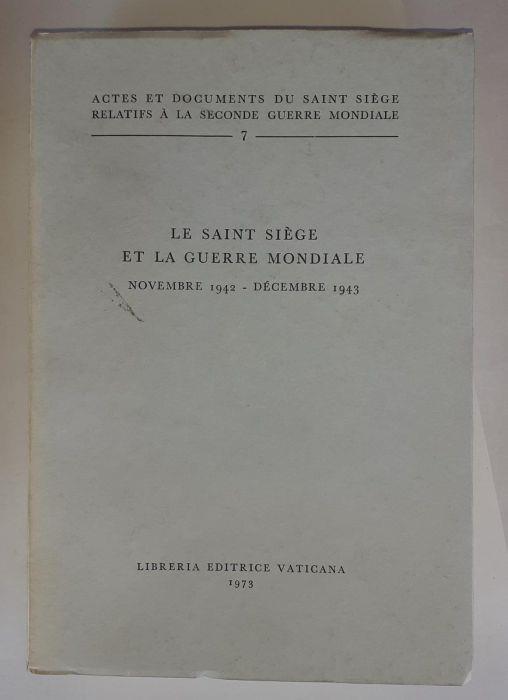 ACTES ET DOCUMENTS DU SAINT SIÈGE
RELATIFS À LA SECONDE GUERRE MONDIALE
7
LE SAINT SIÈGE
ET LA GUERRE MONDIALE
NOVEMBRE 1942 - DÉCEMBRE 1943
LIBRERIA EDITRICE VATICANA
1973